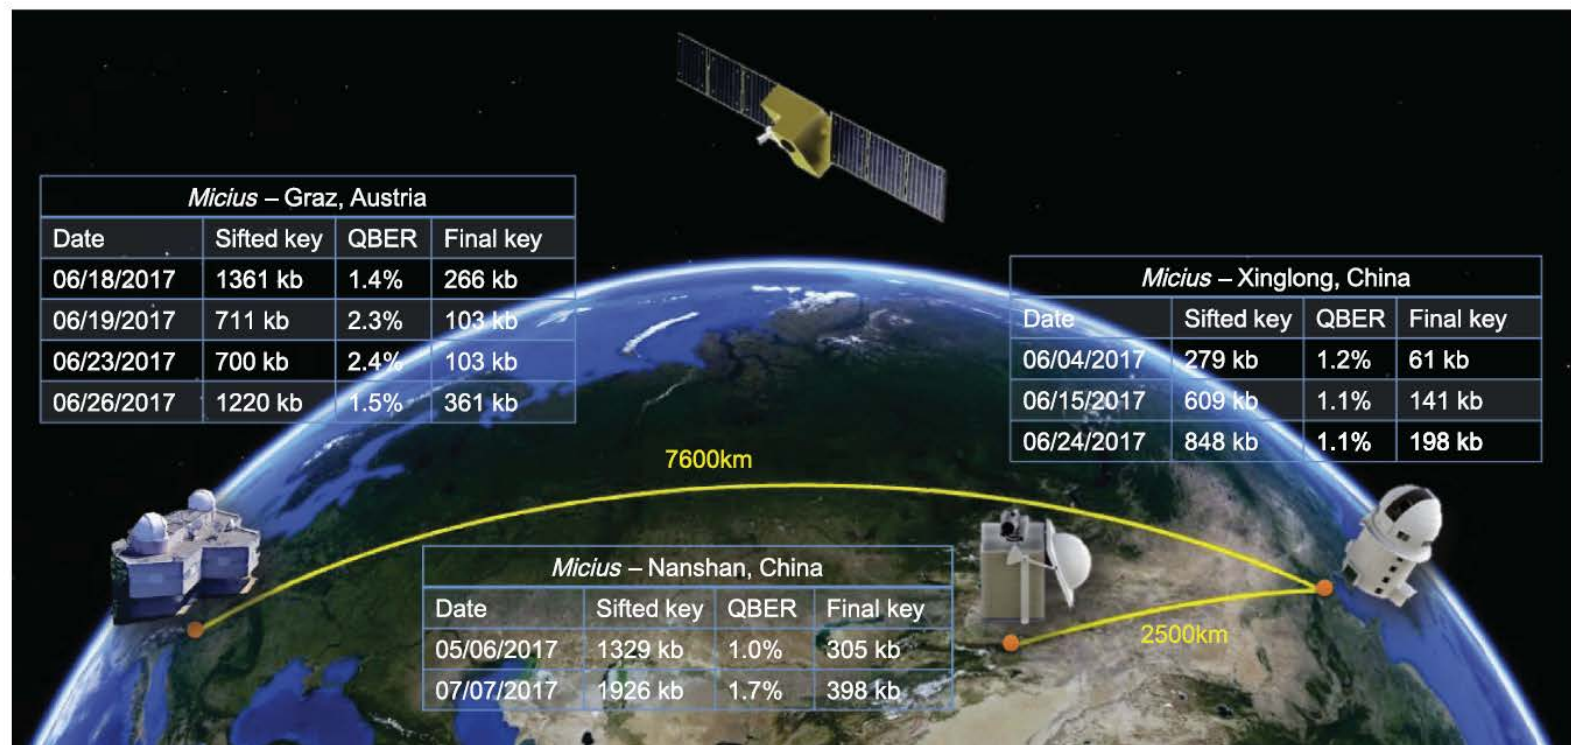 Micius – Graz, Austria
Date Sifted key QBER Final key
06/18/2017 1361 kb 1.4% 266 kb
06/19/2017 711 kb 2.3% 103 kb
06/23/2017 700 kb 2.4% 103 kb
06/26/2017 1220 kb 1.5% 361 kb
Micius – Xinglong, China
Date Sifted key QBER Final key
06/04/2017 279 kb 1.2% 61 kb
06/15/2017 609 kb 1.1% 141 kb
06/24/2017 848 kb 1.1% 198 kb
7600km
Micius – Nanshan, China
Date Sifted key QBER Final key
05/06/2017 1329 kb 1.0% 305 kb
07/07/2017 1926 kb 1.7% 398 kb
2500km